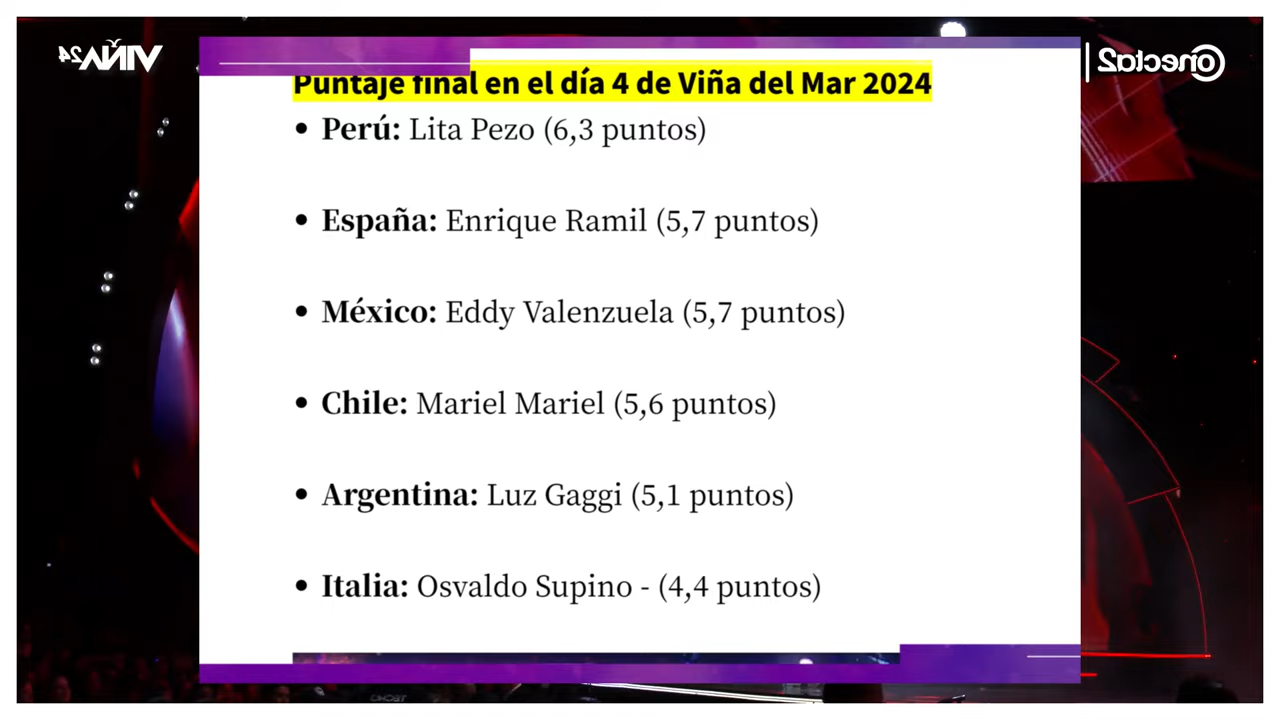 VIÑA24
Conecta2
Puntaje final en el día 4 de Viña del Mar 2024
• Perú: Lita Pezo (6,3 puntos)
• España: Enrique Ramil (5,7 puntos)
• México: Eddy Valenzuela (5,7 puntos)
• Chile: Mariel Mariel (5,6 puntos)
• Argentina: Luz Gaggi (5,1 puntos)
• Italia: Osvaldo Supino - (4,4 puntos)